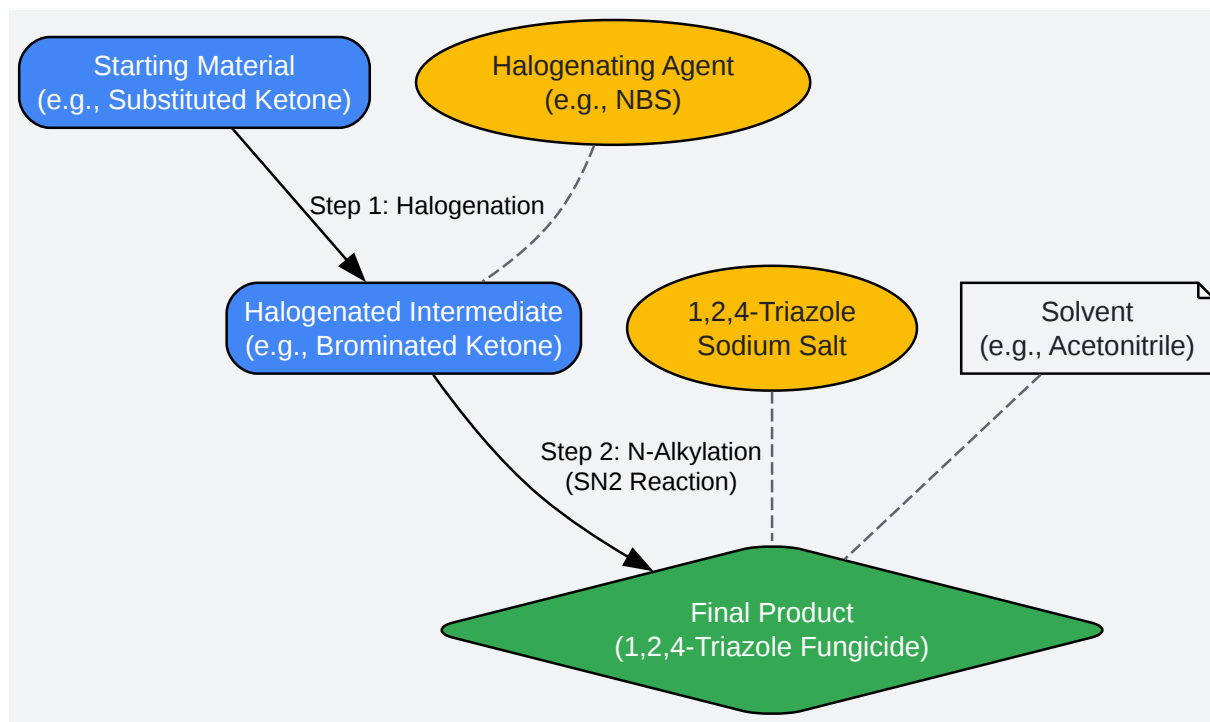 Starting Material
(e.g., Substituted Ketone)
Halogenating Agent
(e.g., NBS)
Step 1: Halogenation
Halogenated Intermediate
(e.g., Brominated Ketone)
1,2,4-Triazole
Sodium Salt
Solvent
(e.g., Acetonitrile)
Step 2: N-Alkylation
(SN2 Reaction)
Final Product
(1,2,4-Triazole Fungicide)